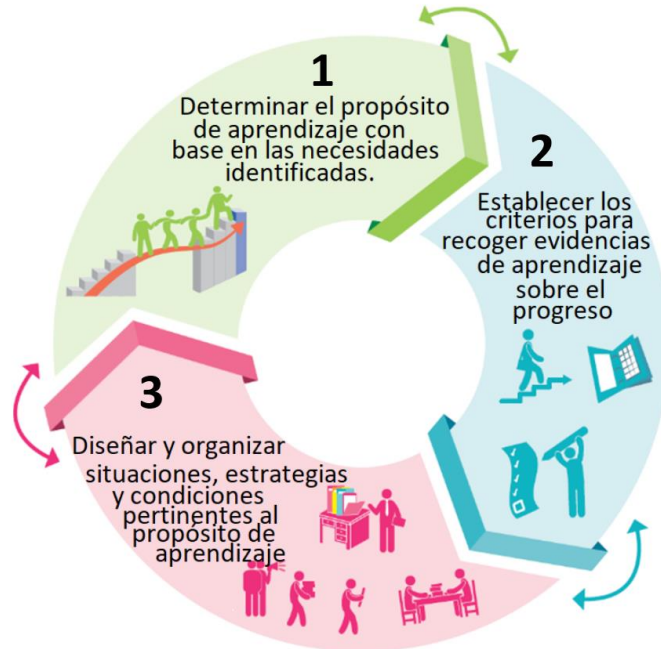 1
Determinar el propósito
de aprendizaje con
base en las necesidades
identificadas.
2
Establecer los
criterios para
recoger evidencias
de aprendizaje
sobre el
progreso
3
Diseñar y organizar
situaciones, estrategias
y condiciones
pertinentes al
propósito de
aprendizaje